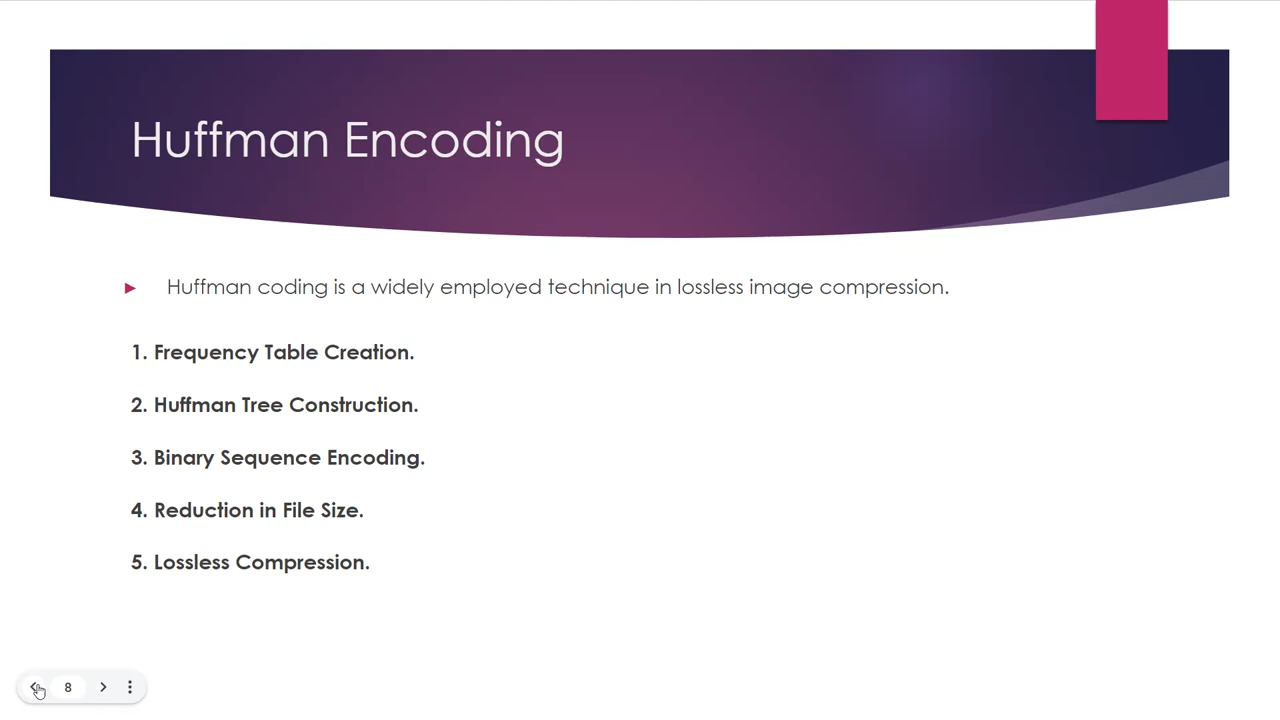 Huffman Encoding
Huffman coding is a widely employed technique in lossless image compression.
1. Frequency Table Creation.
2. Huffman Tree Construction.
3. Binary Sequence Encoding.
4. Reduction in File Size.
5. Lossless Compression.
8